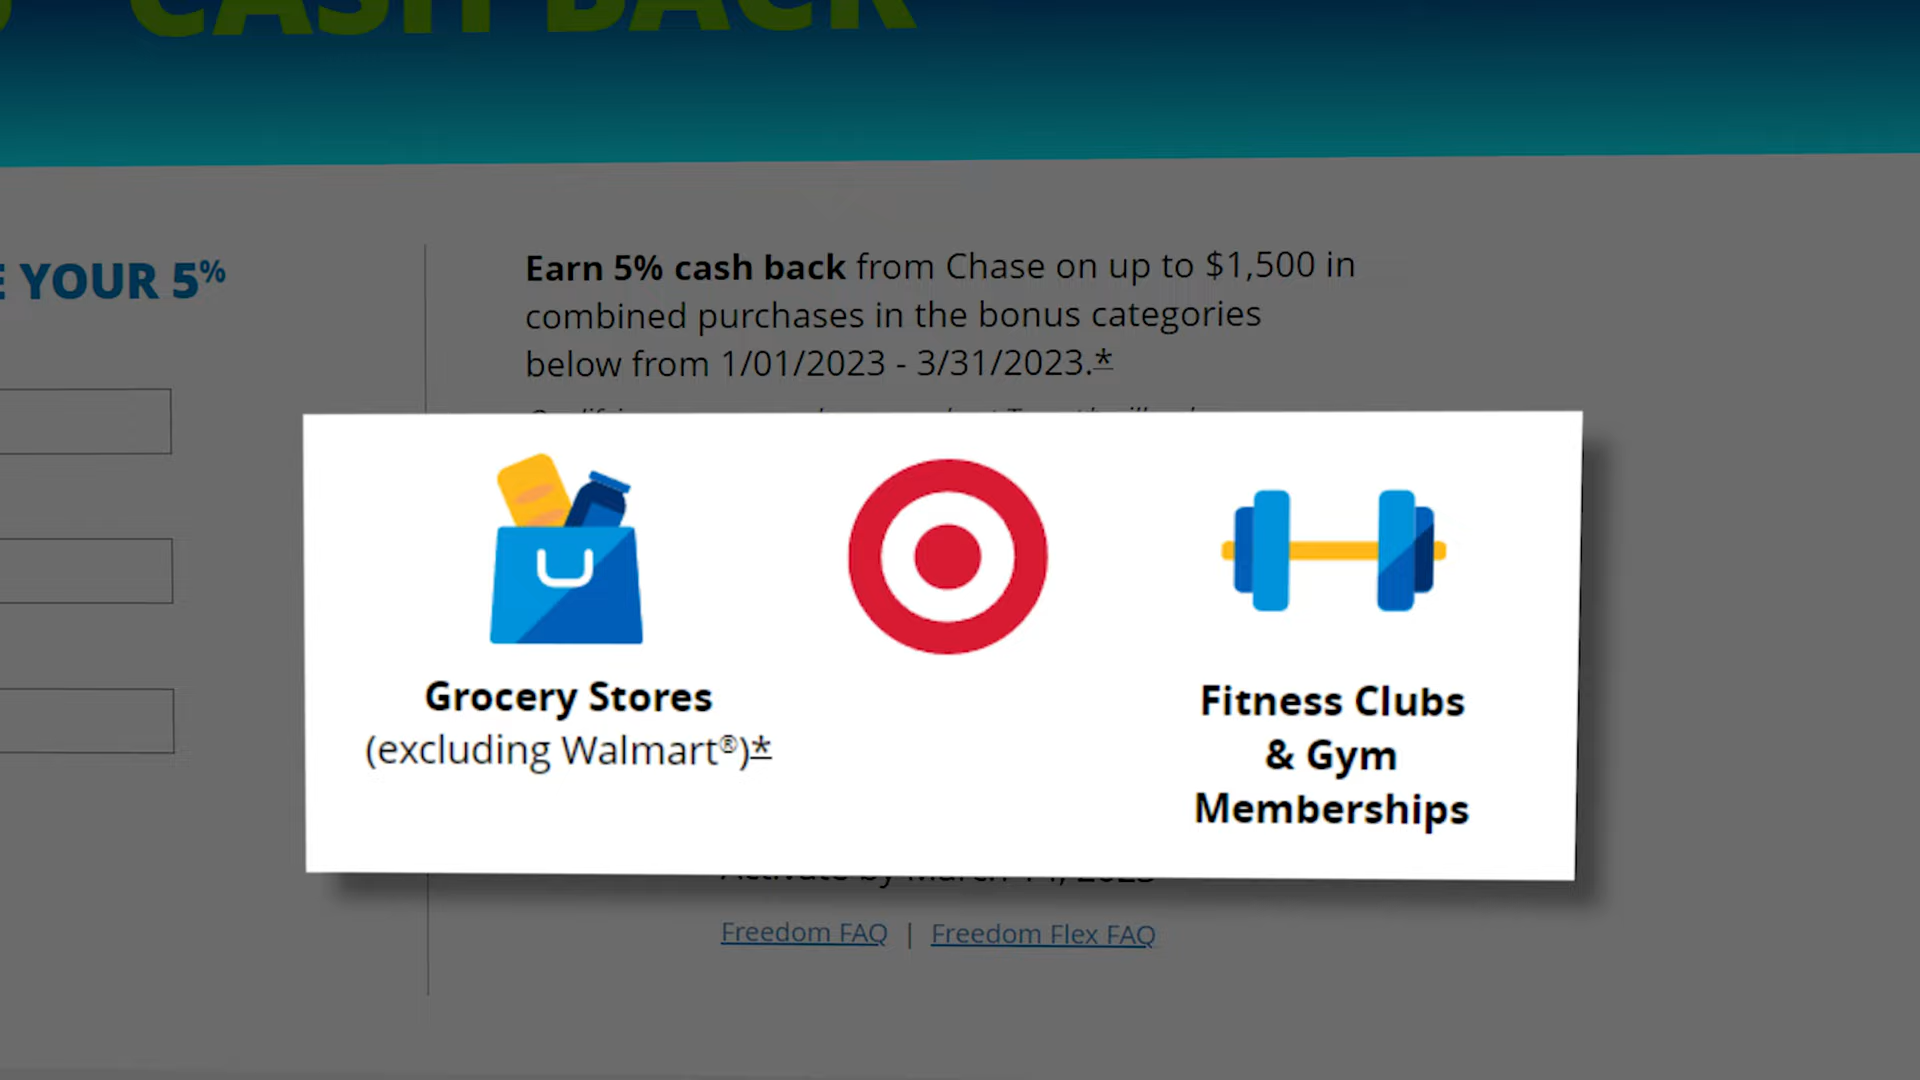 CASH BACK
YOUR 5%
Earn 5% cash back from Chase on up to $1,500 in
combined purchases in the bonus categories
below from 1/01/2023 - 3/31/2023.*
Grocery Stores
(excluding Walmart®)*
Fitness Clubs
& Gym
Memberships
Freedom FAQ | Freedom Flex FAQ